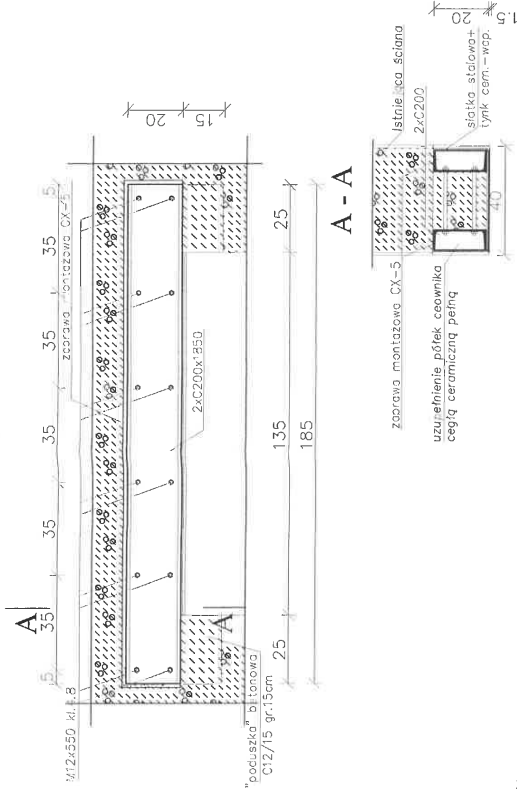 zaprawa montażowa CX-5
5 35 35 35 35 35 5
M12x550 kl.
A
A
20
15
2xC200x1850
"poduszka" betonowa
C12/15 gr.15cm
25 135 25
185
A - A
Istniejąca ściana
2xC200
zaprawa montażowa CX-5
uzupełnienie półek ceownika
cegłą ceramiczną pełną
siatka stalowa+
tynk cem.-wap.
40
20
1.5